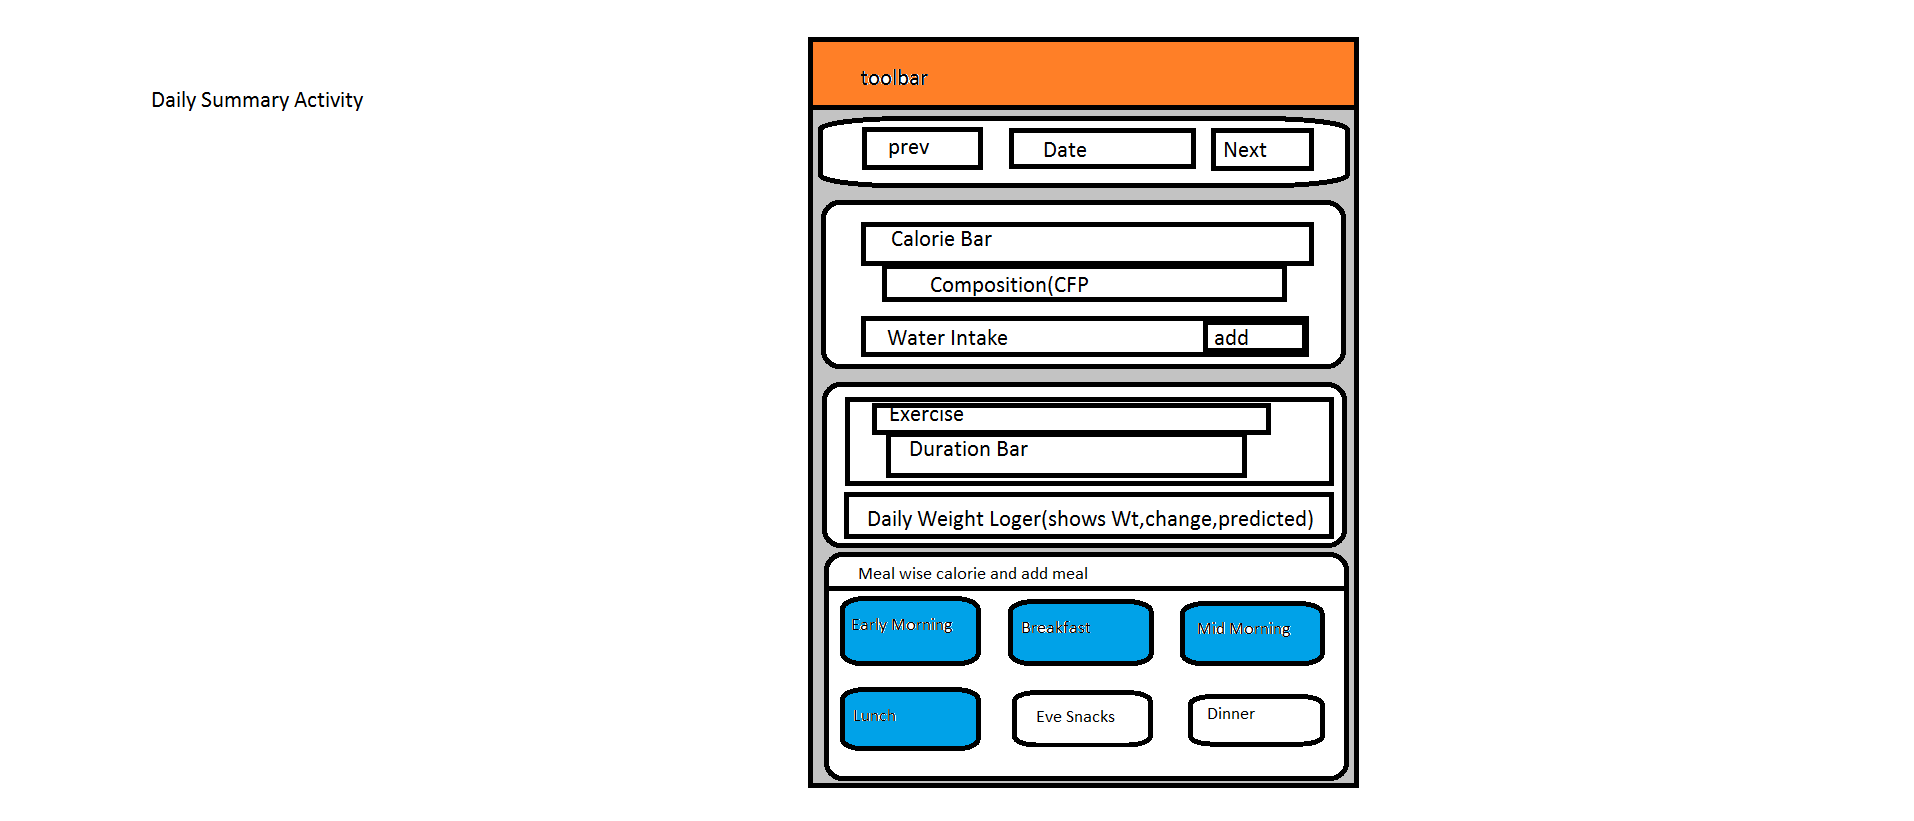 Daily Summary Activity
toolbar
prev
Date
Next
Calorie Bar
Composition(CFP
Water Intake
add
Exercise
Duration Bar
Daily Weight Loger(shows Wt,change,predicted)
Meal wise calorie and add meal
Early Morning
Breakfast
Mid Morning
Lunch
Eve Snacks
Dinner